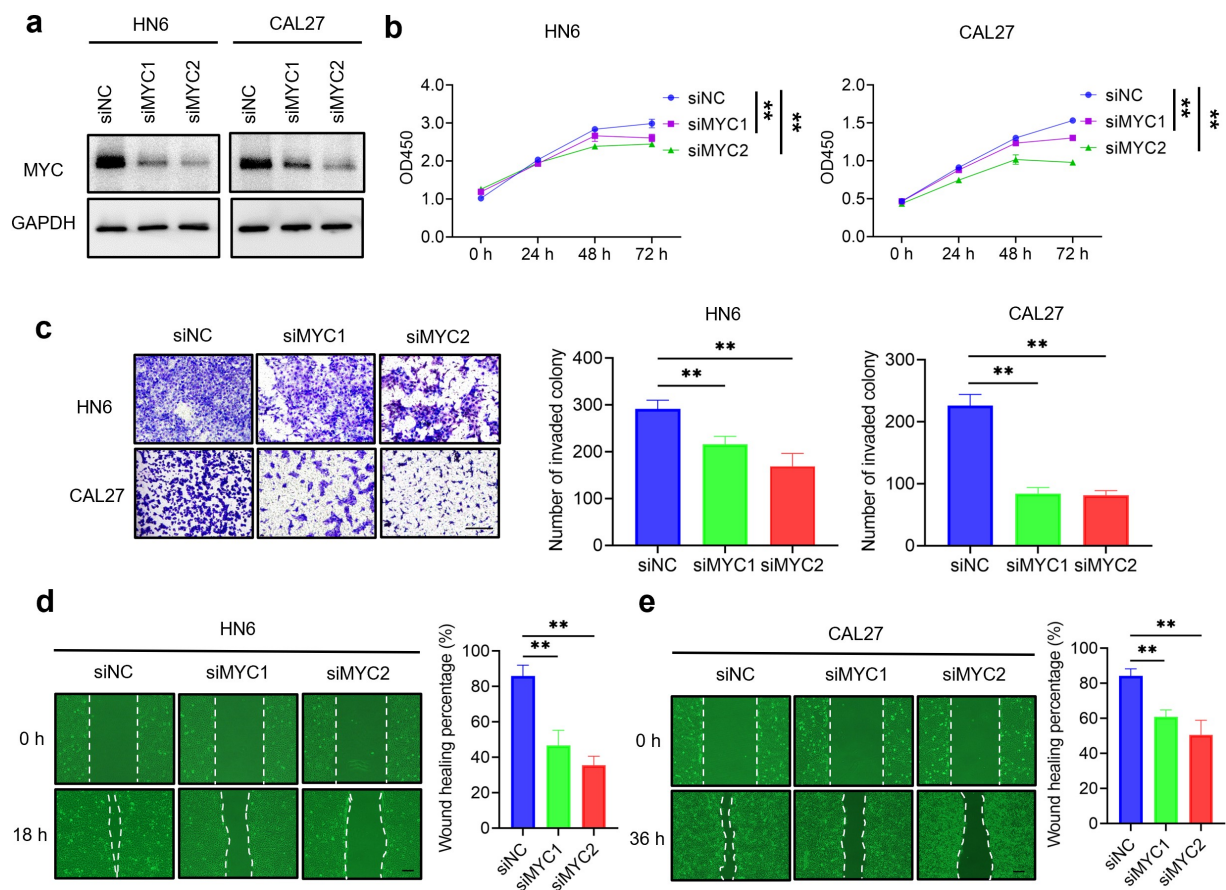 a
HN6
CAL27
siNC
siMYC1
siMYC2
siNC
siMYC1
siMYC2
MYC
GAPDH
b
HN6
OD450
4.0
3.0
2.0
1.0
0.0
0 h
24 h
48 h
72 h
siNC
siMYC1
siMYC2
**
**
CAL27
OD450
2.0
1.5
1.0
0.5
0.0
0 h
24 h
48 h
72 h
siNC
siMYC1
siMYC2
**
**
c
siNC
siMYC1
siMYC2
HN6
CAL27
HN6
Number of invaded colony
400
300
200
100
0
**
**
siNC
siMYC1
siMYC2
CAL27
Number of invaded colony
300
200
100
0
**
**
siNC
siMYC1
siMYC2
d
HN6
siNC
siMYC1
siMYC2
0 h
18 h
Wound healing percentage (%)
100
80
60
40
20
0
**
**
siNC
siMYC1
siMYC2
e
CAL27
siNC
siMYC1
siMYC2
0 h
36 h
Wound healing percentage (%)
100
80
60
40
20
0
**
**
siNC
siMYC1
siMYC2